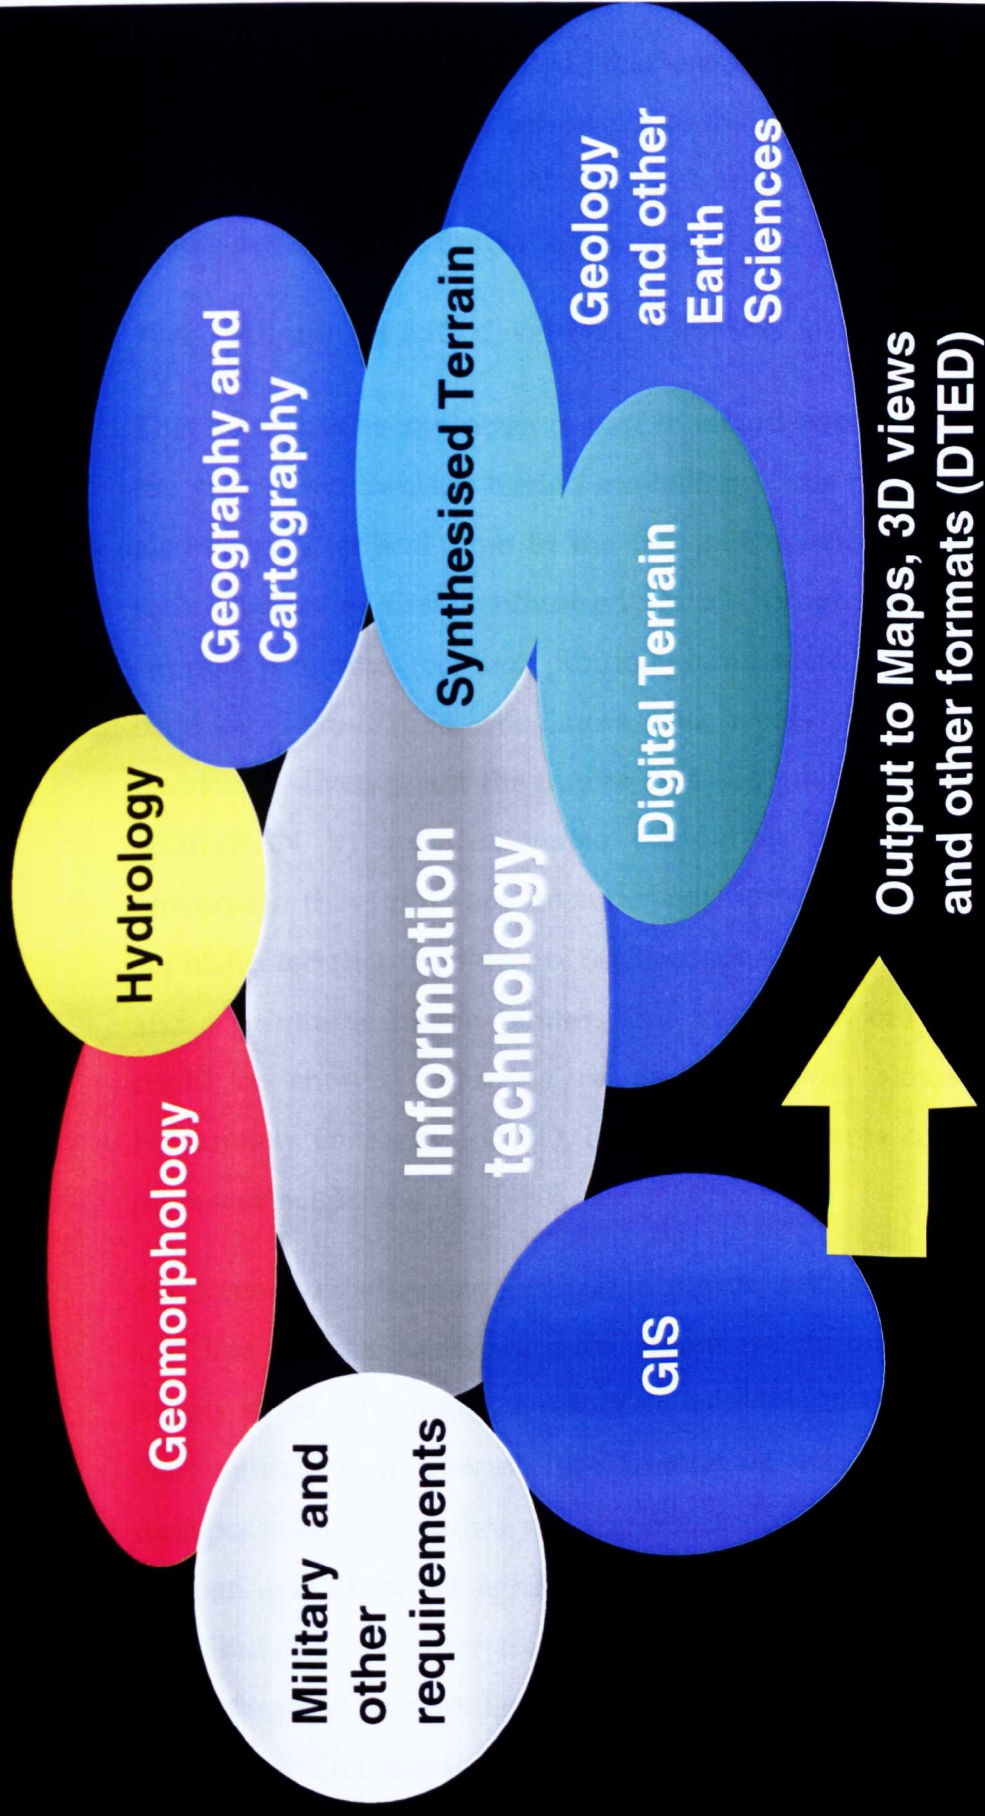 Geomorphology
Hydrology
Geography and
Cartography
Military and
other
requirements
Information
technology
Synthesised Terrain
Geology
and other
Earth
Sciences
Digital Terrain
GIS
Output to Maps, 3D views
and other formats (DTED)